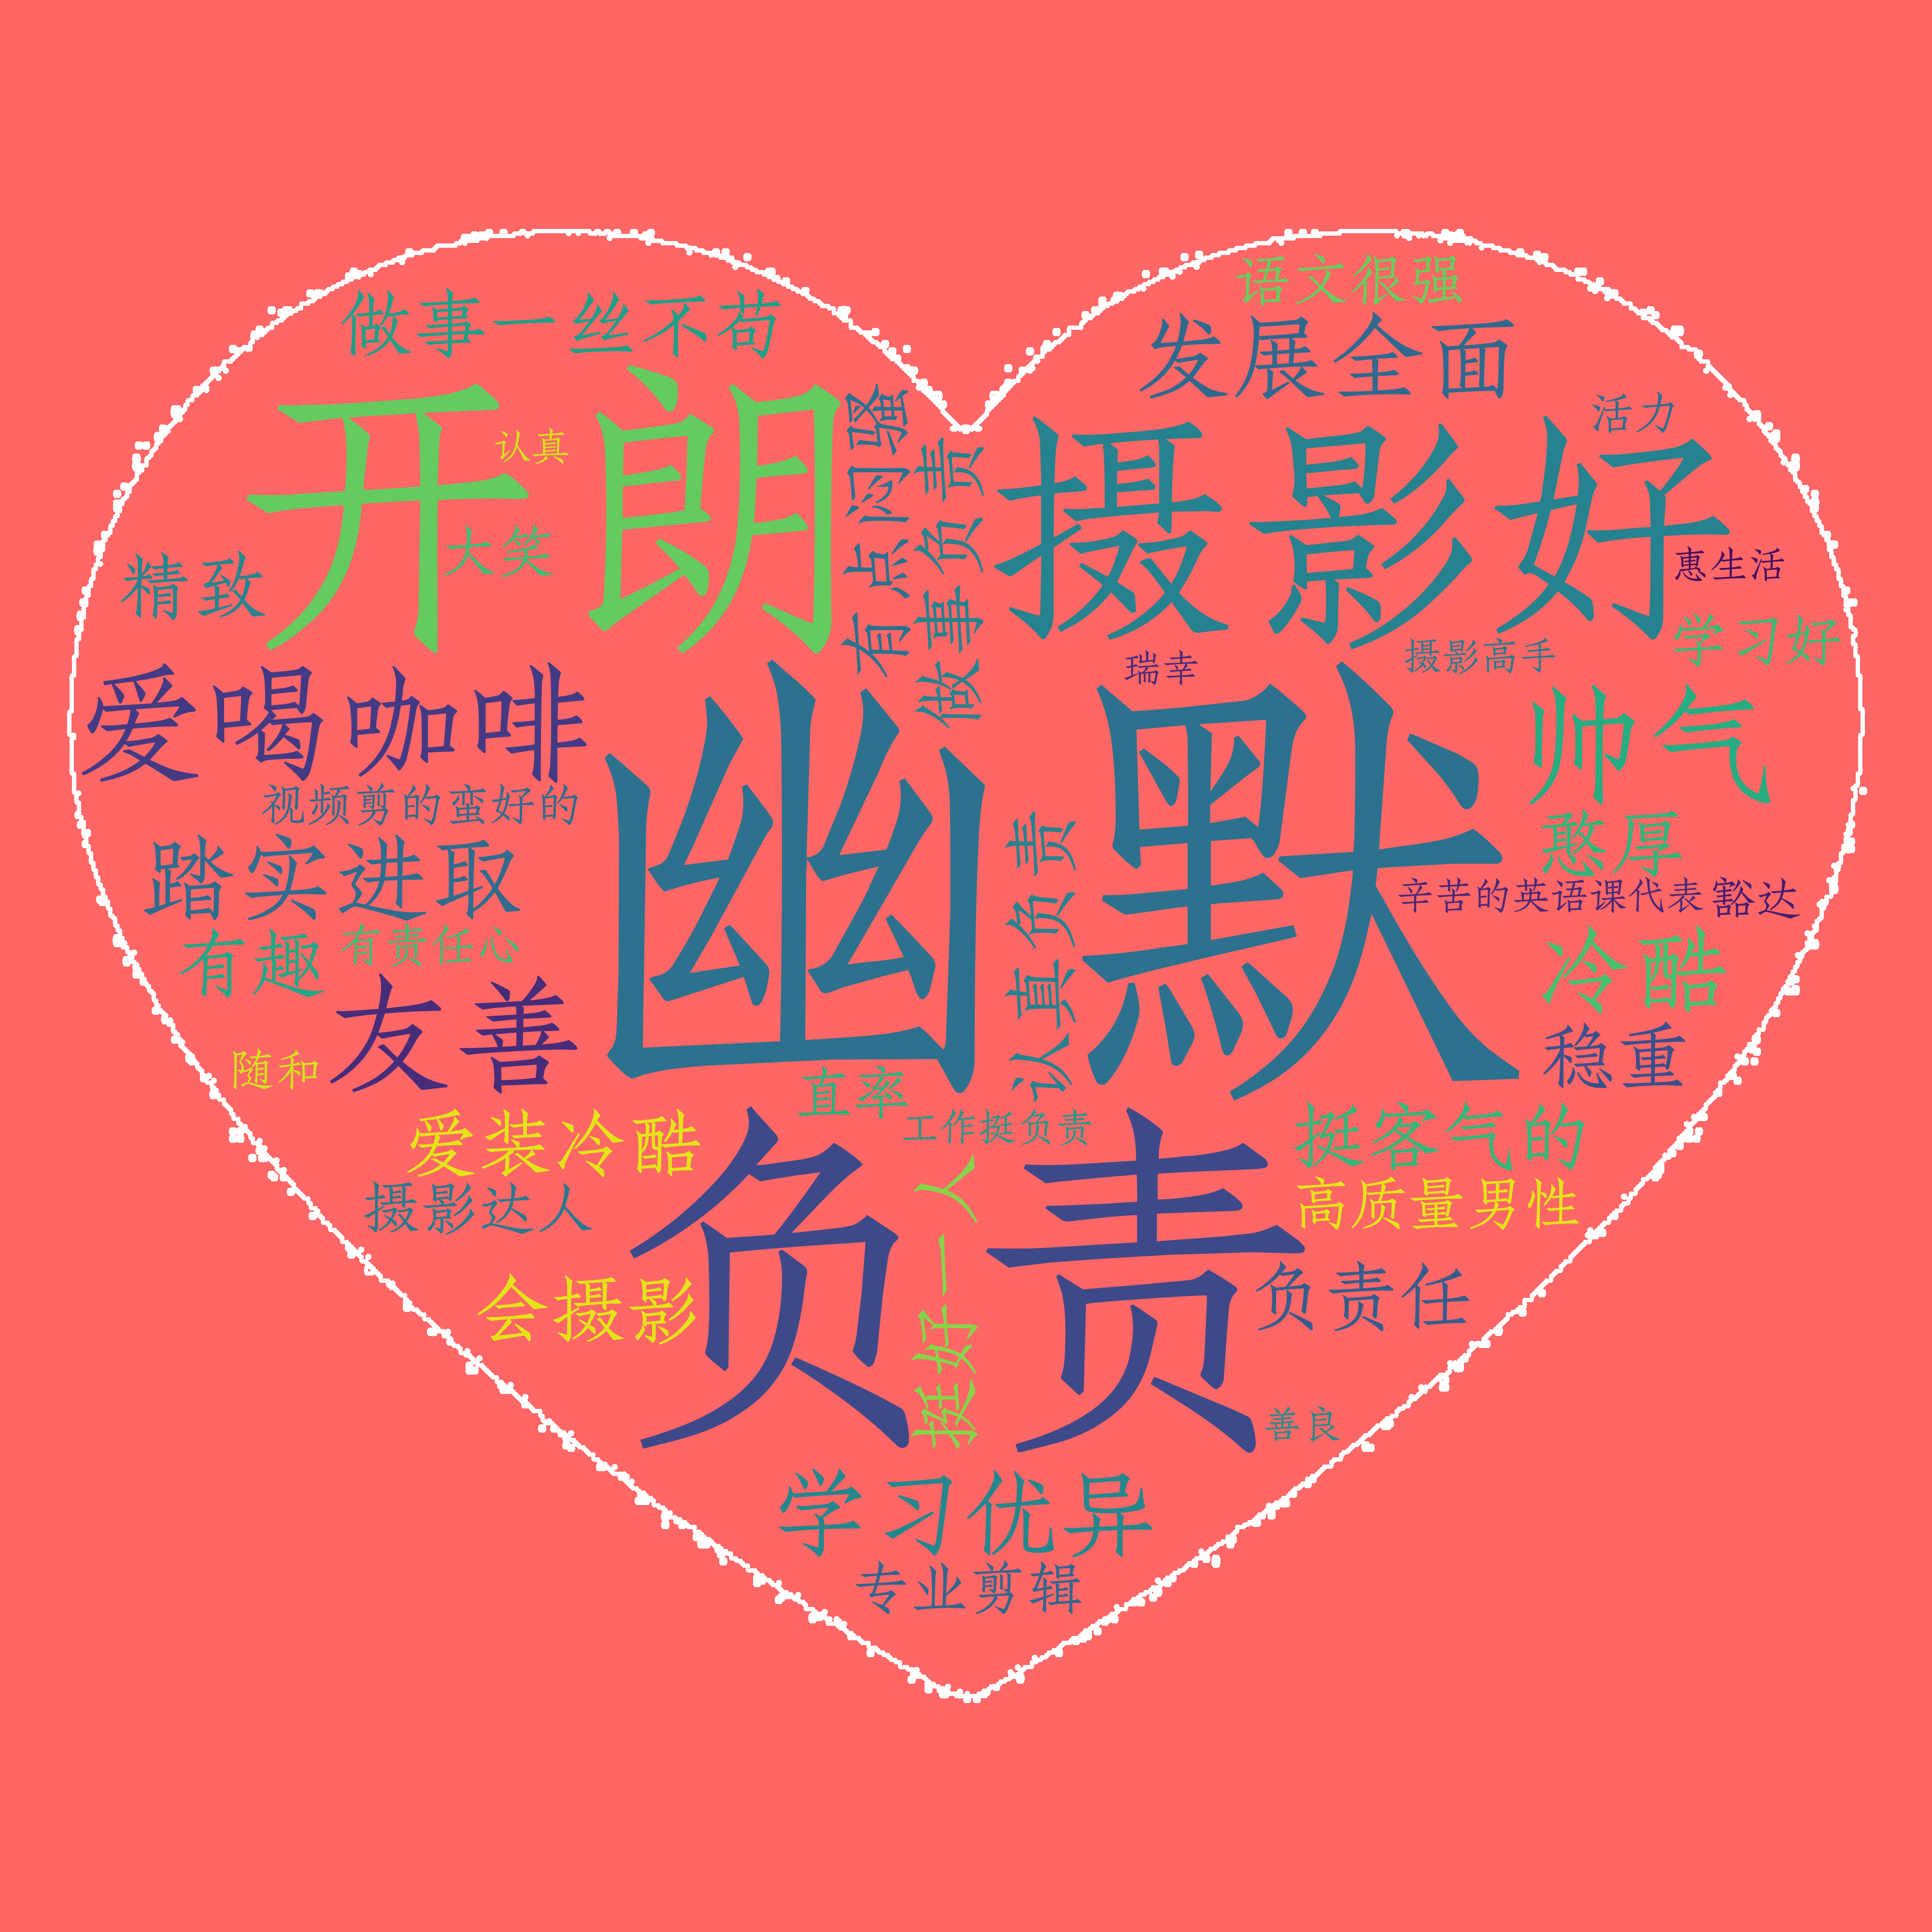 语文很强
做事一丝不苟
发展全面
开朗
认真
大笑
有点闷骚
做事认真
摄影好
活力
精致
惠生活
学习好
瑞幸
摄影高手
爱喝咖啡
幽默
帅气
视频剪的蛮好的
憨厚
踏实进取
辛苦的英语课代表
豁达
有趣
有责任心
冷酷
认真负责
友善
稳重
随和
直率
工作挺负责
爱装冷酷
挺客气的
负责
摄影达人
高质量男性
挺好一人
会摄影
负责任
善良
学习优异
专业剪辑